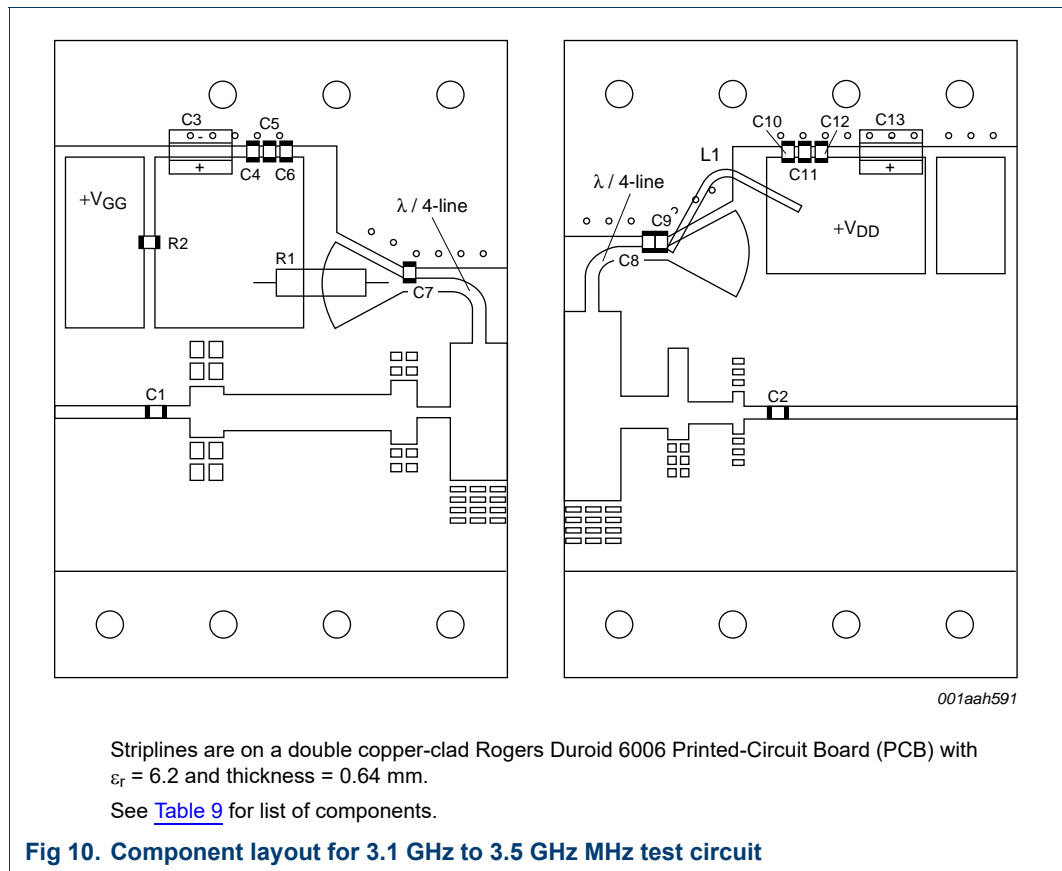 C3
-
+
C5
C4
C6
+VGG
R2
R1
λ / 4-line
C7
C1
C10
C12
C13
-
+
C11
L1
λ / 4-line
C9
C8
+VDD
C2
001aah591
Striplines are on a double copper-clad Rogers Duroid 6006 Printed-Circuit Board (PCB) with
εr = 6.2 and thickness = 0.64 mm.
See Table 9 for list of components.
Fig 10. Component layout for 3.1 GHz to 3.5 GHz MHz test circuit